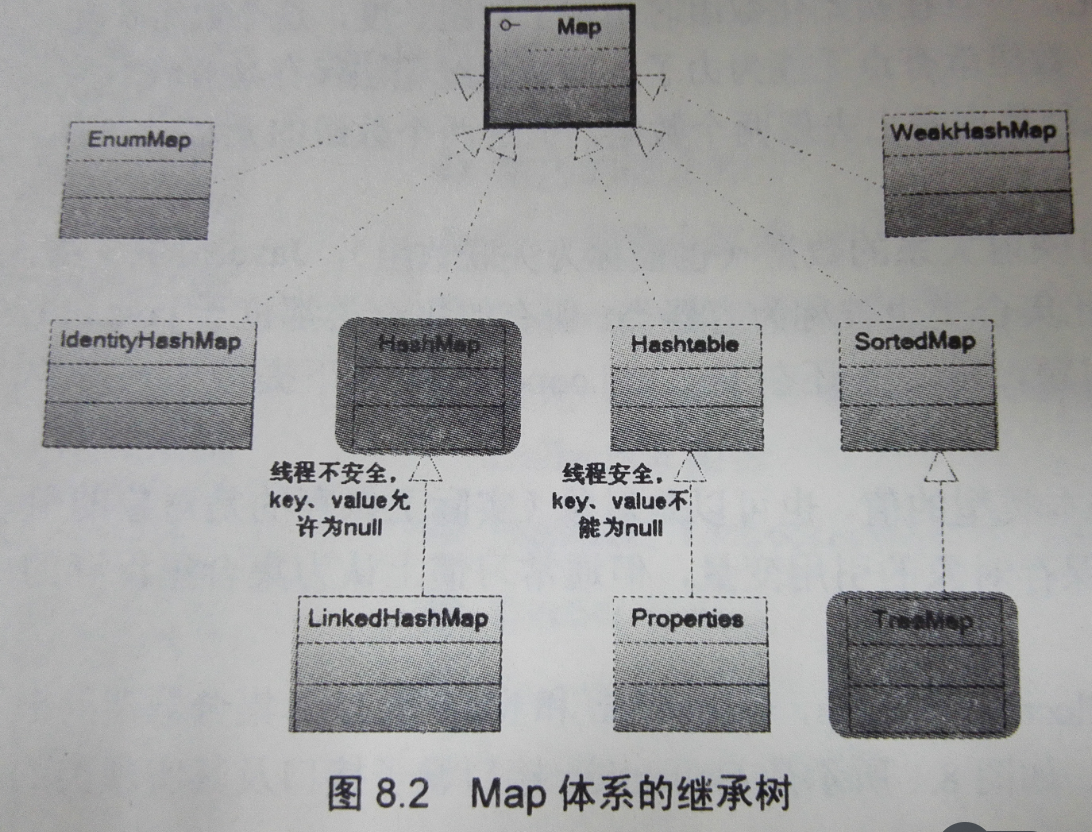 Map
EnumMap
WeakHashMap
IdentityHashMap
HashMap
Hashtable
SortedMap
线程不安全，
key、value允
许为null
线程安全，
key、value不
能为null
LinkedHashMap
Properties
TreeMap
图 8.2 Map 体系的继承树